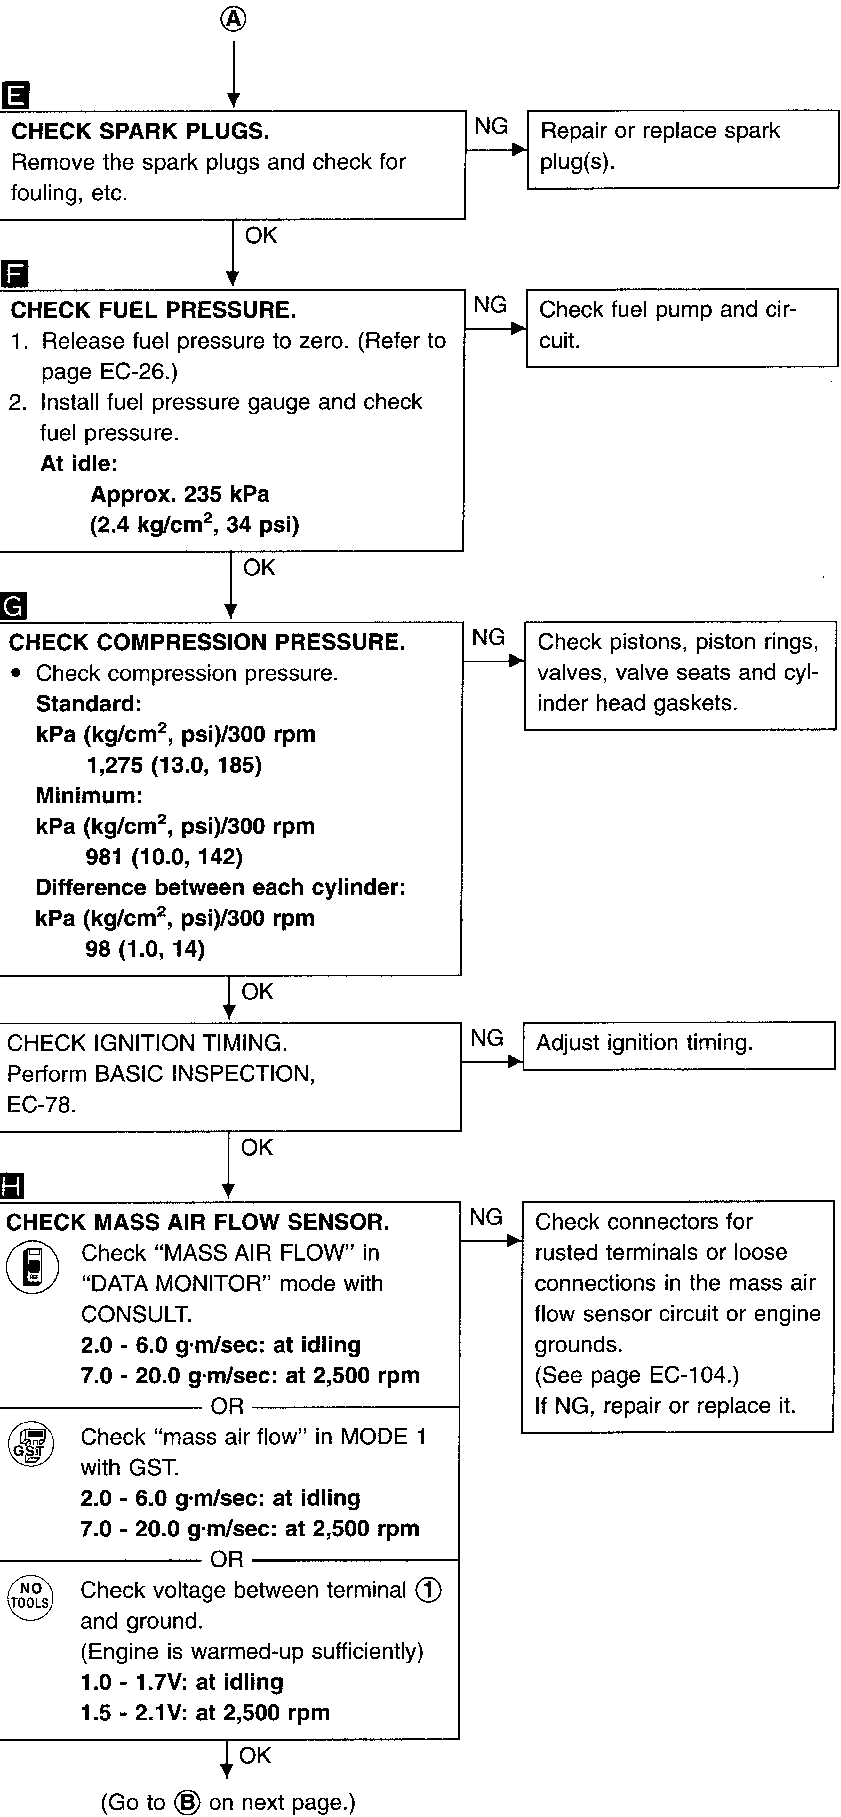 A
E
CHECK SPARK PLUGS.
Remove the spark plugs and check for
fouling, etc.
NG
Repair or replace spark
plug(s).
OK
F
CHECK FUEL PRESSURE.
1. Release fuel pressure to zero. (Refer to
page EC-26.)
2. Install fuel pressure gauge and check
fuel pressure.
At idle:
Approx. 235 kPa
(2.4 kg/cm², 34 psi)
NG
Check fuel pump and cir-
cuit.
OK
G
CHECK COMPRESSION PRESSURE.
• Check compression pressure.
Standard:
kPa (kg/cm², psi)/300 rpm
1,275 (13.0, 185)
Minimum:
kPa (kg/cm², psi)/300 rpm
981 (10.0, 142)
Difference between each cylinder:
kPa (kg/cm², psi)/300 rpm
98 (1.0, 14)
NG
Check pistons, piston rings,
valves, valve seats and cyl-
inder head gaskets.
OK
CHECK IGNITION TIMING.
Perform BASIC INSPECTION,
EC-78.
NG
Adjust ignition timing.
OK
H
CHECK MASS AIR FLOW SENSOR.
Check “MASS AIR FLOW” in
“DATA MONITOR” mode with
CONSULT.
2.0 - 6.0 g·m/sec: at idling
7.0 - 20.0 g·m/sec: at 2,500 rpm
OR
GST
Check “mass air flow” in MODE 1
with GST.
2.0 - 6.0 g·m/sec: at idling
7.0 - 20.0 g·m/sec: at 2,500 rpm
OR
NO
TOOLS
Check voltage between terminal ①
and ground.
(Engine is warmed-up sufficiently)
1.0 - 1.7V: at idling
1.5 - 2.1V: at 2,500 rpm
NG
Check connectors for
rusted terminals or loose
connections in the mass air
flow sensor circuit or engine
grounds.
(See page EC-104.)
If NG, repair or replace it.
OK
(Go to Ⓑ on next page.)